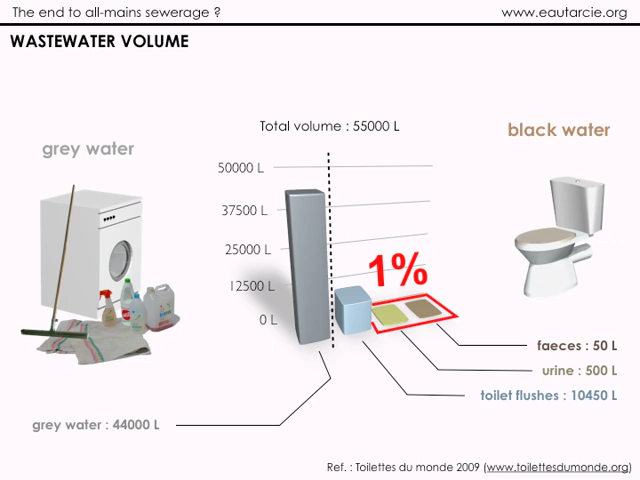 The end to all-mains sewerage ?
www.eautarcie.org
WASTEWATER VOLUME
Total volume : 55000 L
black water
grey water
50000 L
37500 L
25000 L
12500 L
0 L
1%
faeces : 50 L
urine : 500 L
toilet flushes : 10450 L
grey water : 44000 L
Ref. : Toilettes du monde 2009 (www.toilettesdumonde.org)